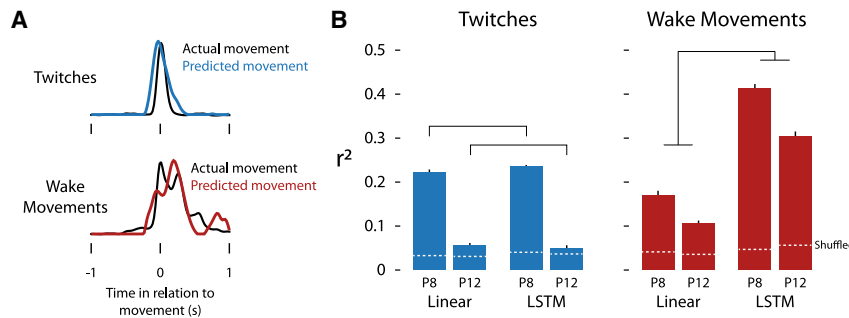 A
Twitches
Actual movement
Predicted movement
Wake
Movements
Actual movement
Predicted movement
-1 0 1
Time in relation to
movement (s)
B
Twitches
Wake Movements
r²
0.5
0.4
0.3
0.2
0.1
0
P8 P12 P8 P12
Linear LSTM
P8 P12 P8 P12
Linear LSTM
Shuffle